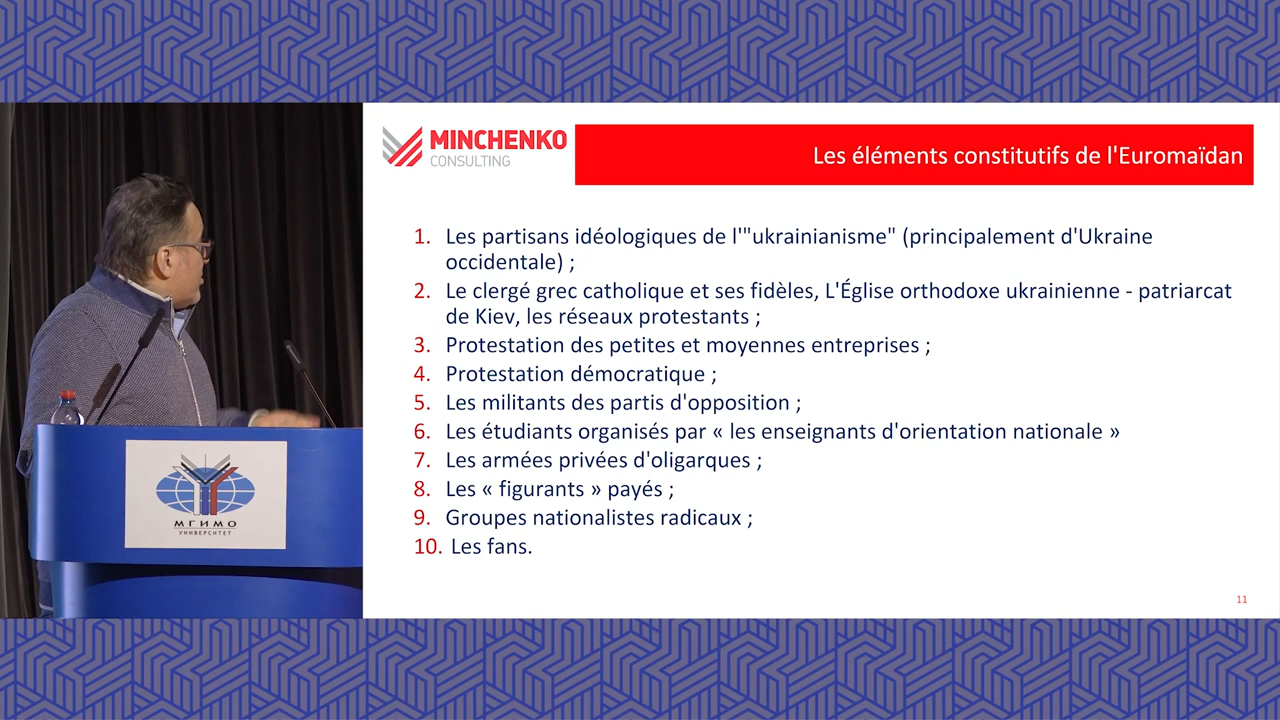 MINCHENKO
CONSULTING
Les éléments constitutifs de l'Euromaïdan
1. Les partisans idéologiques de l'"ukrainianisme" (principalement d'Ukraine
occidentale) ;
2. Le clergé grec catholique et ses fidèles, L'Église orthodoxe ukrainienne - patriarcat
de Kiev, les réseaux protestants ;
3. Protestation des petites et moyennes entreprises ;
4. Protestation démocratique ;
5. Les militants des partis d'opposition ;
6. Les étudiants organisés par « les enseignants d'orientation nationale »
7. Les armées privées d'oligarques ;
8. Les « figurants » payés ;
9. Groupes nationalistes radicaux ;
10. Les fans.
11
МГИМО
УНИВЕРСИТЕТ